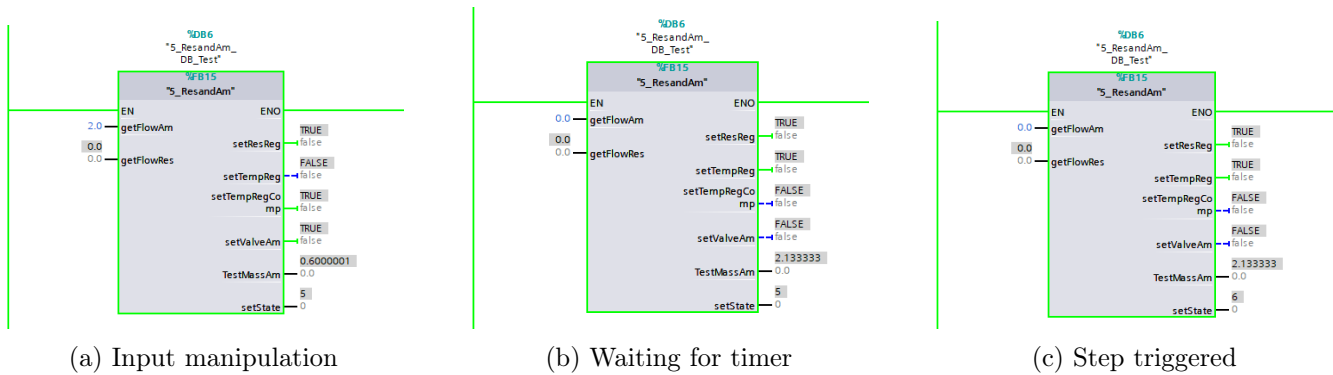 %DB6
"5_ResandAm_
DB_Test"
%FB15
"5_ResandAm"
EN ENO
2.0 getFlowAm
TRUE
0.0
setResReg false
0.0 getFlowRes
FALSE
setTempReg false
setTempRegCo TRUE
mp false
TRUE
setValveAm false
0.6000001
TestMassAm 0.0
5
setState 0
(a) Input manipulation
%DB6
"5_ResandAm_
DB_Test"
%FB15
"5_ResandAm"
EN ENO
0.0 getFlowAm
TRUE
0.0
setResReg false
0.0 getFlowRes
TRUE
setTempReg false
setTempRegCo FALSE
mp false
FALSE
setValveAm false
2.133333
TestMassAm 0.0
5
setState 0
(b) Waiting for timer
%DB6
"5_ResandAm_
DB_Test"
%FB15
"5_ResandAm"
EN ENO
0.0 getFlowAm
TRUE
0.0
setResReg false
0.0 getFlowRes
TRUE
setTempReg false
setTempRegCo FALSE
mp false
FALSE
setValveAm false
2.133333
TestMassAm 0.0
6
setState 0
(c) Step triggered